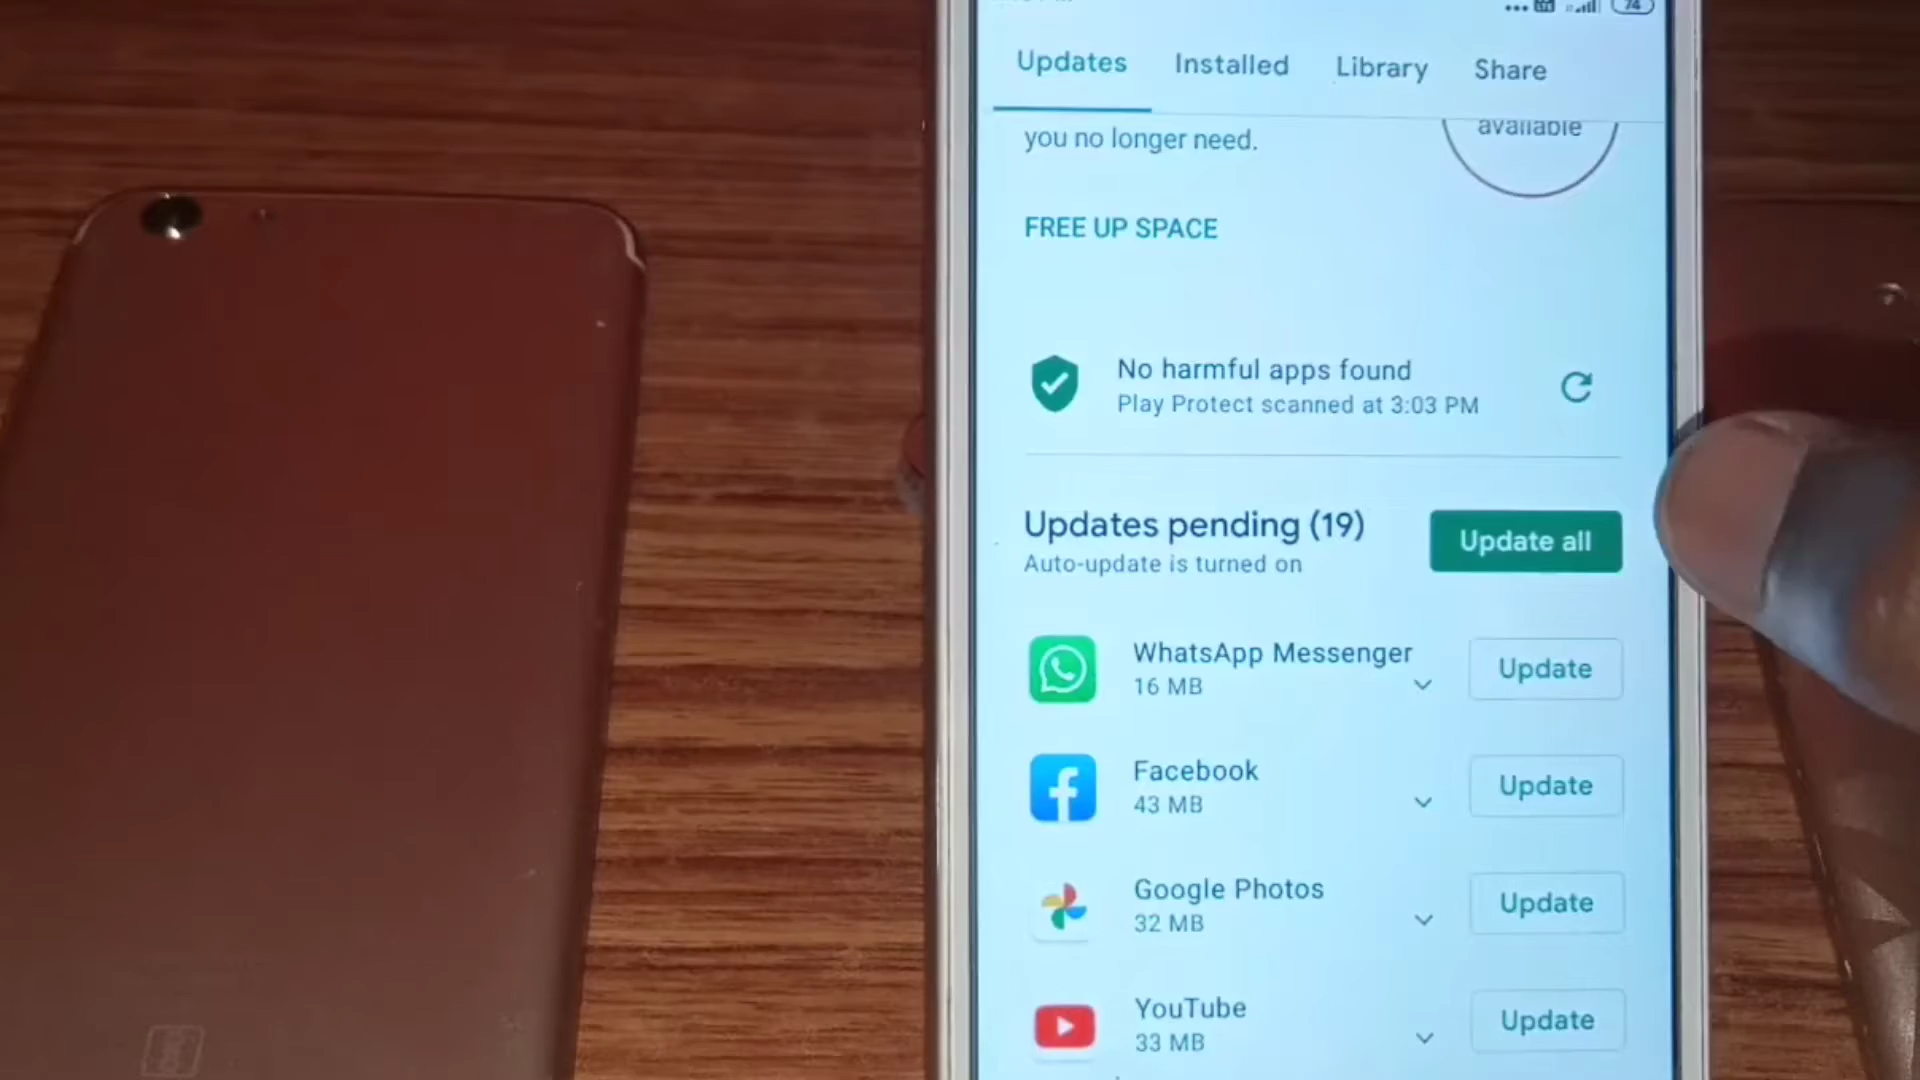 74
Updates Installed Library Share
you no longer need.
available
FREE UP SPACE
No harmful apps found
Play Protect scanned at 3:03 PM
Updates pending (19)
Auto-update is turned on
Update all
WhatsApp Messenger
16 MB
Update
Facebook
43 MB
Update
Google Photos
32 MB
Update
YouTube
33 MB
Update